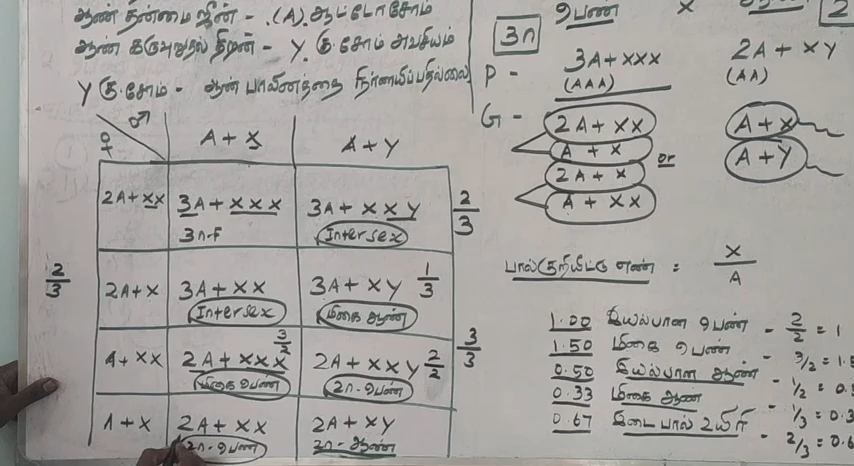 ஆண் தன்மை ஜீன் - (A) ஆட்டோசோம்
ஆண் கருவுறுதல் திறன் - Y. கு.சோம் அவசியம்
Y கு.சோம் - ஆண் பாலினத்தை நிர்ணயிப்பதில்லை
3n பெண் X 2
P - 3A + XXX 2A + XY
(AAA) (AA)
G - 2A + XX A + X
A + X or A + Y
2A + X
A + XX
♀ ♂ A + X A + Y
2A + XX 3A + XXX 3A + XXY 2/3
3n-f Intersex
2/3 2A + X 3A + XX 3A + XY 1/3
Intersex மிகை ஆண்
A + XX 2A + XXX 3/2 2A + XXY 2/2 3/3
மிகை பெண் 2n-பெண்
A + X 2A + XX 2A + XY
2n-பெண் 2n-ஆண்
பால் குறியீட்டு எண் : X/A
1.00 இயல்பான பெண் - 2/2 = 1
1.50 மிகை பெண் - 3/2 = 1.5
0.50 இயல்பான ஆண் - 1/2 = 0.
0.33 மிகை ஆண் - 1/3 = 0.3
0.67 இடை பால் உயிரி - 2/3 = 0.6